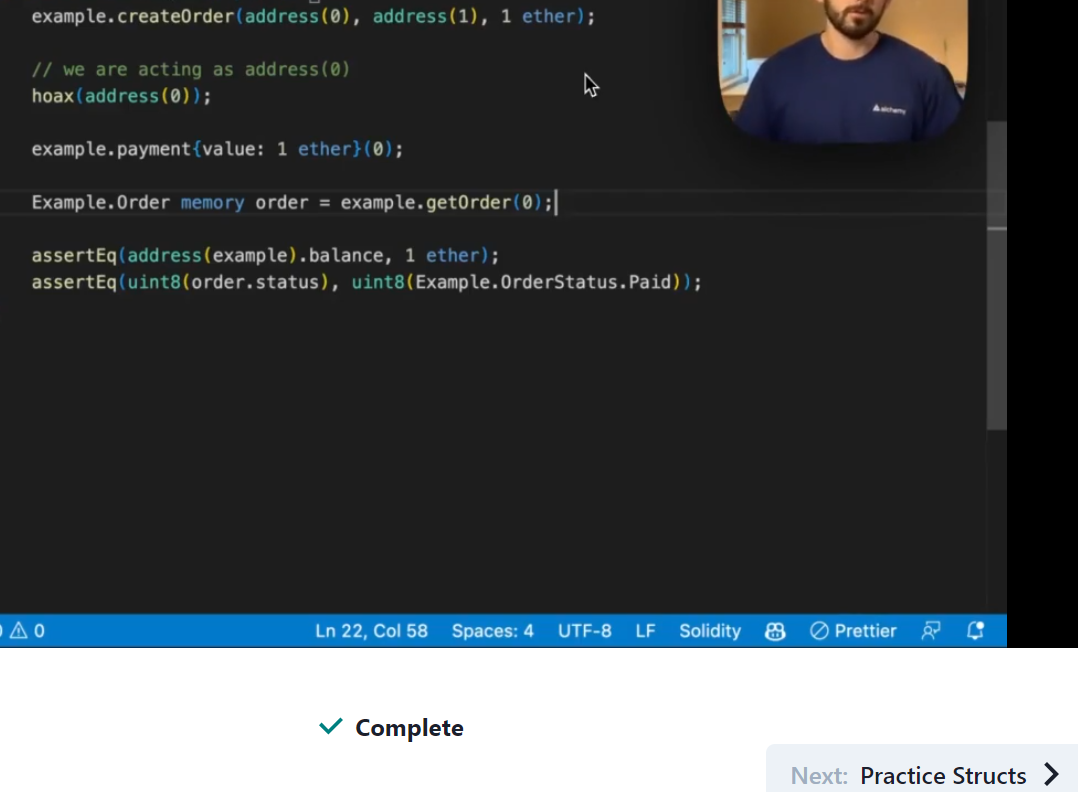 example.createOrder(address(0), address(1), 1 ether);
// we are acting as address(0)
hoax(address(0));
example.payment{value: 1 ether}(0);
Example.Order memory order = example.getOrder(0);
assertEq(address(example).balance, 1 ether);
assertEq(uint8(order.status), uint8(Example.OrderStatus.Paid));
alchemy
0 Ln 22, Col 58 Spaces: 4 UTF-8 LF Solidity Prettier
Complete
Next: Practice Structs